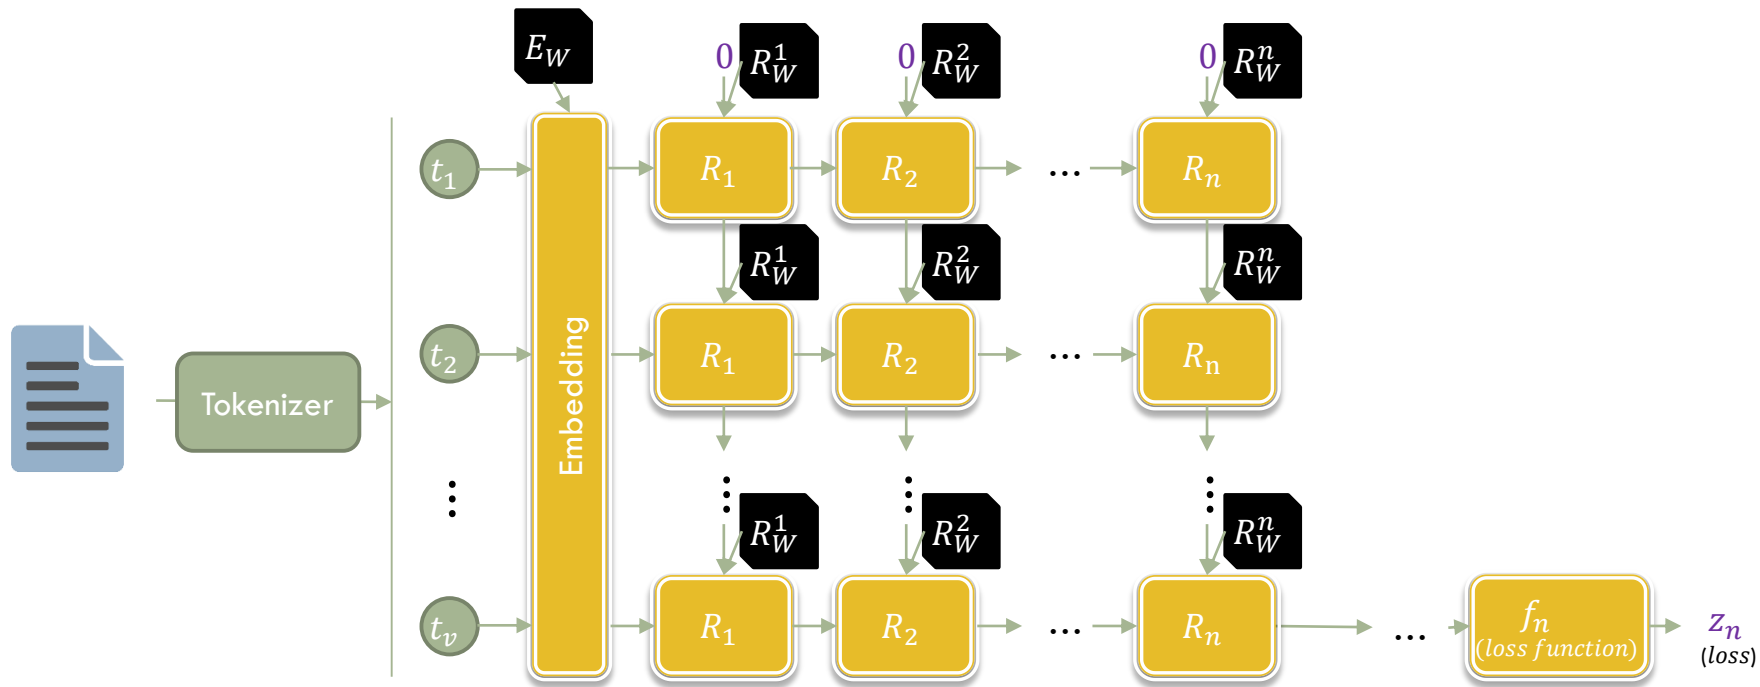 E_W
0 R_W^1 0 R_W^2 0 R_W^n
t_1 R_1 R_2 ... R_n
R_W^1 R_W^2 R_W^n
t_2 R_1 R_2 ... R_n
Tokenizer
Embedding
⋮ ⋮ ⋮ ⋮
R_W^1 R_W^2 R_W^n
t_v R_1 R_2 ... R_n ... f_n z_n
(loss function) (loss)